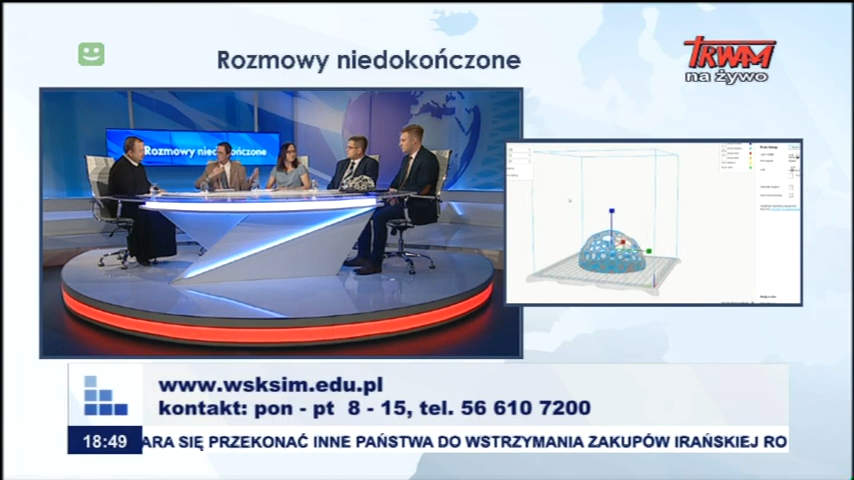 Rozmowy niedokończone
TRWAM
na żywo
Rozmowy niedokończone
www.wsksim.edu.pl
kontakt: pon - pt 8 - 15, tel. 56 610 7200
18:49
ARA SIĘ PRZEKONAĆ INNE PAŃSTWA DO WSTRZYMANIA ZAKUPÓW IRAŃSKIEJ RO